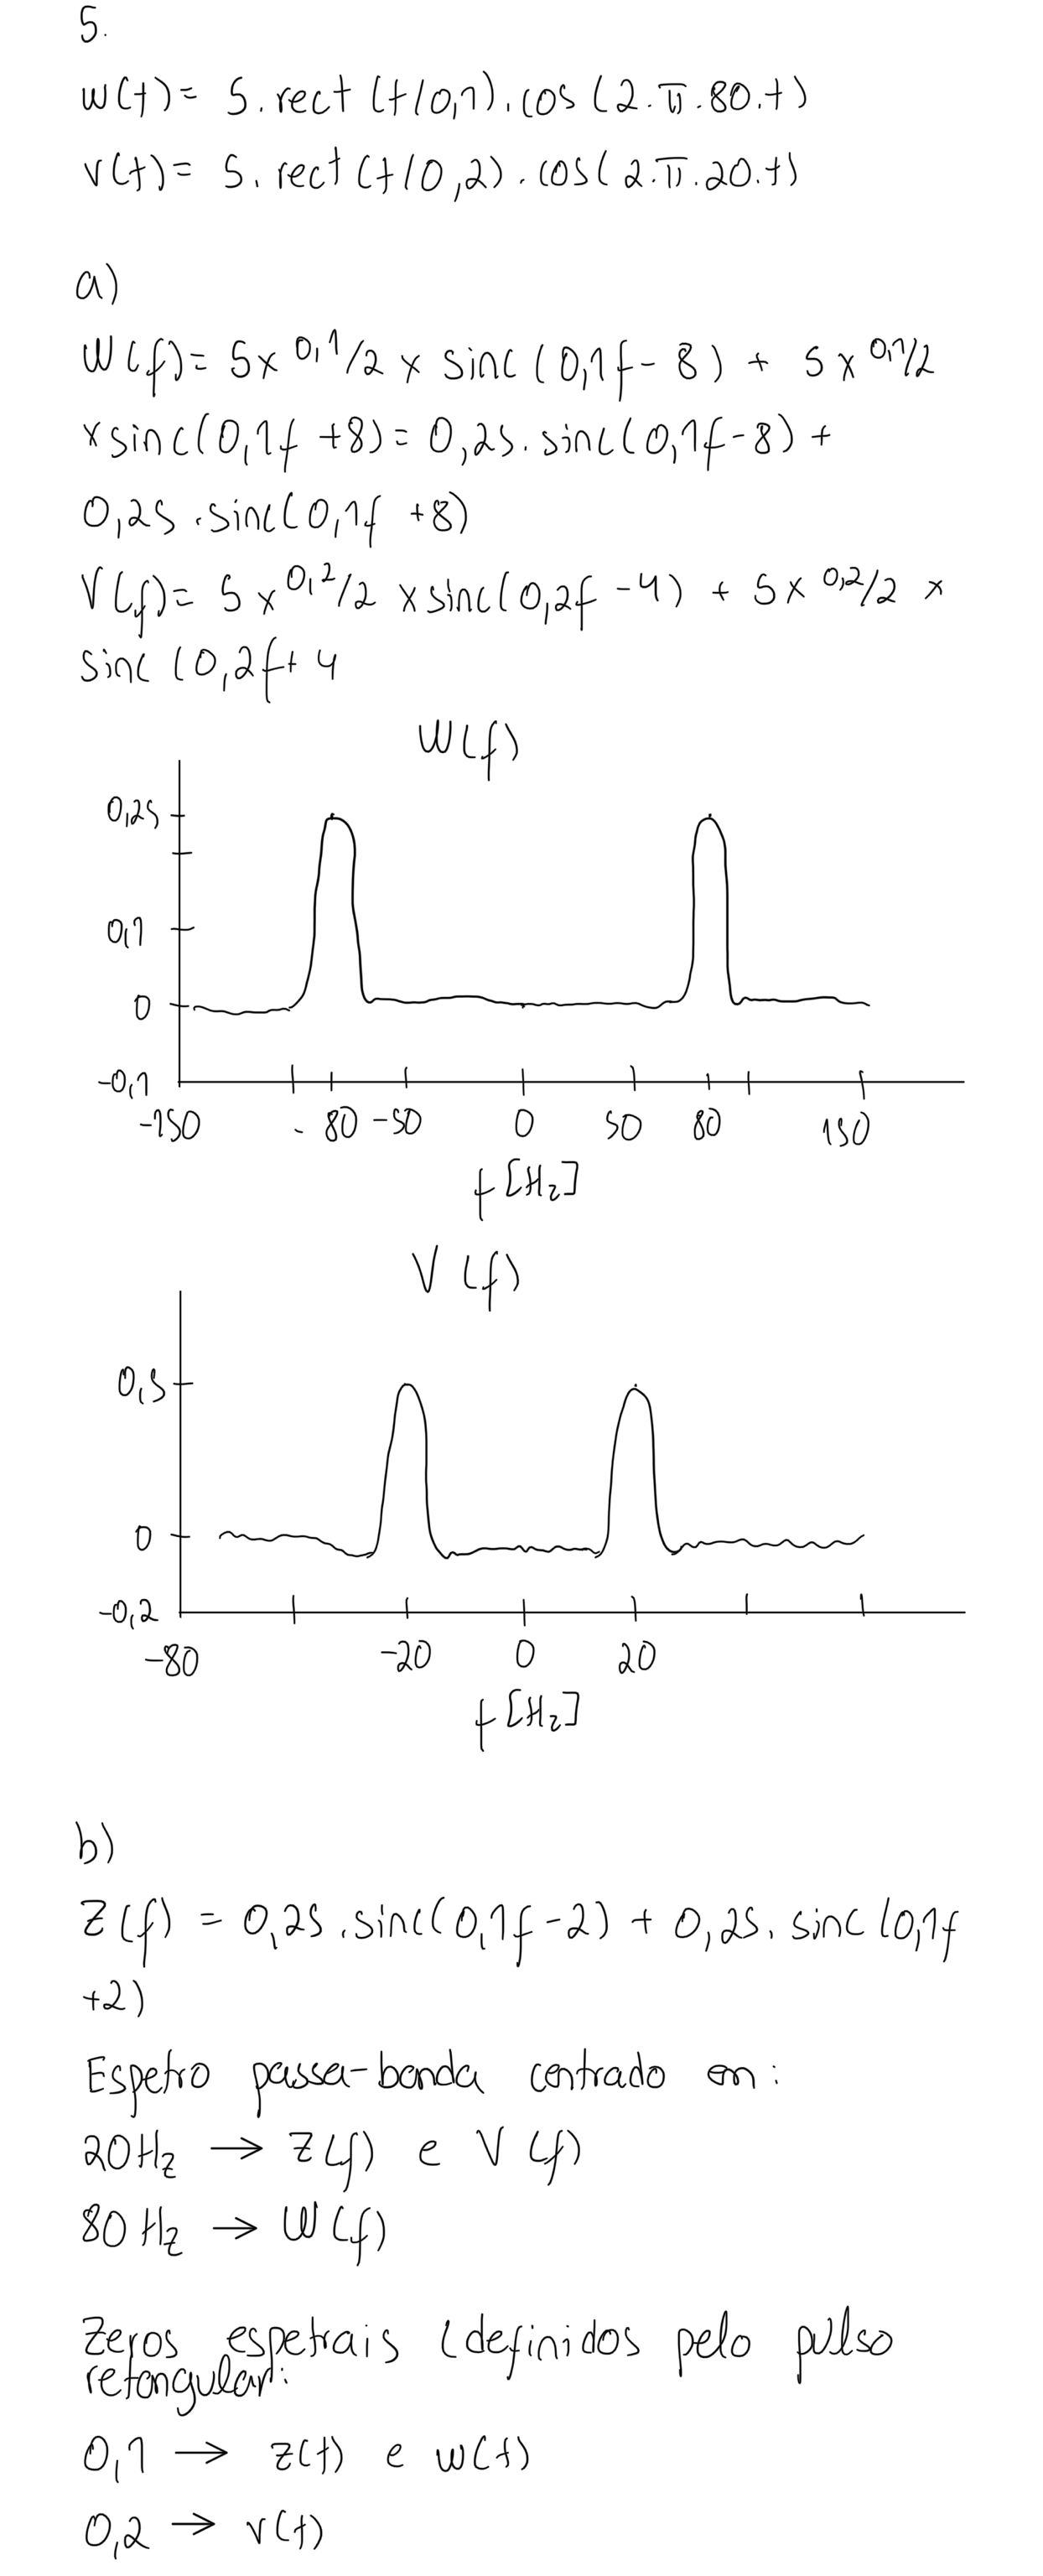 5.
w(t) = 5.rect(t/0,1).cos(2.π.80.t)
v(t) = 5.rect(t/0,2).cos(2.π.20.t)
a)
W(f) = 5x 0,1/2 x sinc(0,1f - 8) + 5 x 0,1/2
x sinc(0,1f +8) = 0,25.sinc(0,1f-8) +
0,25.sinc(0,1f +8)
V(f) = 5 x 0,2/2 x sinc(0,2f -4) + 5 x 0,2/2 x
sinc(0,2f+ 4
W(f)
0,25
0,1
0
-0,1
-150 -80 -50 0 50 80 150
f [Hz]
V(f)
0,5
0
-0,2
-80 -20 0 20
f [Hz]
b)
Z(f) = 0,25.sinc(0,1f-2) + 0,25.sinc(0,1f
+2)
Espetro passa-banda centrado em:
20Hz → Z(f) e V(f)
80 Hz → W(f)
Zeros espetrais (definidos pelo pulso
retangular:
0,1 → z(t) e w(t)
0,2 → v(t)